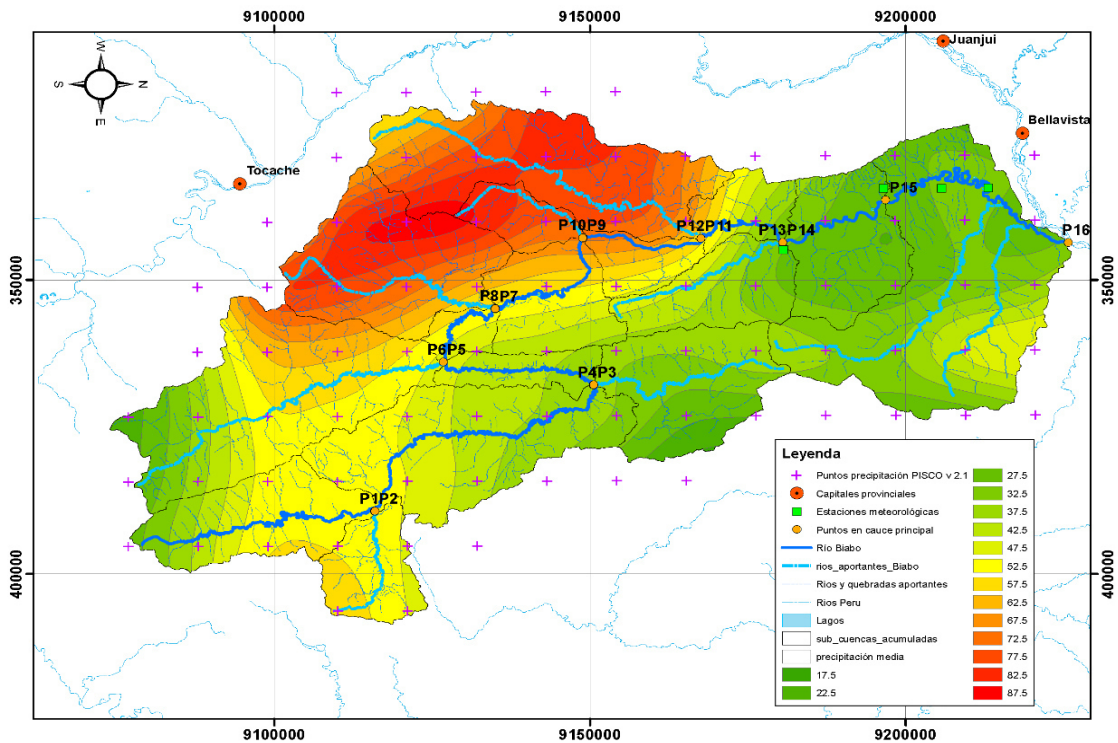 9100000
9150000
9200000
W
S
N
E
Juanjui
Bellavista
Tocache
P15
P10P9
P12P11
P13P14
P16
P8P7
P6P5
P4P3
P1P2
350000
400000
350000
400000
Leyenda
Puntos precipitación PISCO v 2.1
Capitales provinciales
Estaciones meteorológicas
Puntos en cauce principal
Río Biabo
rios_aportantes_Biabo
Rios y quebradas aportantes
Rios Peru
Lagos
sub_cuencas_acumuladas
precipitación media
17.5
22.5
27.5
32.5
37.5
42.5
47.5
52.5
57.5
62.5
67.5
72.5
77.5
82.5
87.5
9100000
9150000
9200000